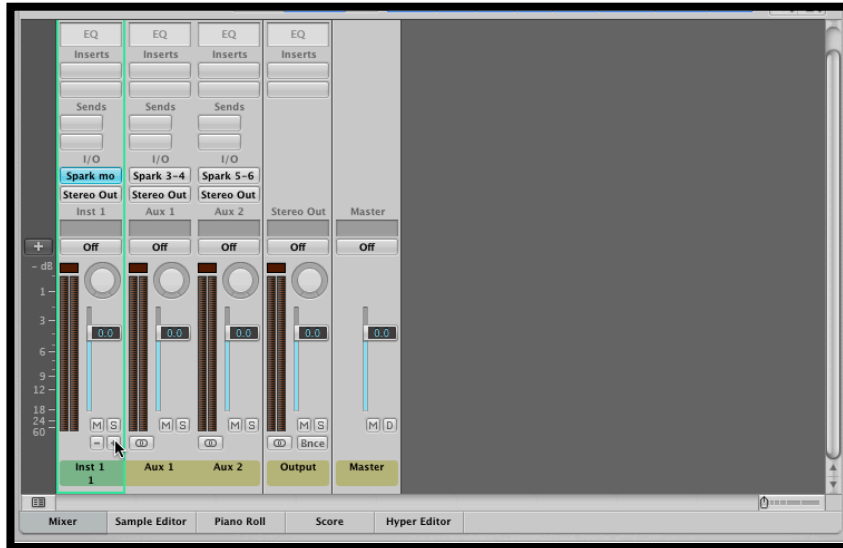 EQ EQ EQ EQ
Inserts Inserts Inserts Inserts
Sends Sends Sends
I/O I/O I/O
Spark mo Spark 3-4 Spark 5-6
Stereo Out Stereo Out Stereo Out
Inst 1 Aux 1 Aux 2 Stereo Out Master
+ Off Off Off Off Off
- dB
1
3
0.0 0.0 0.0 0.0 0.0
6
9
12
18
24 M S M S M S M S M D
60
- Bnce
Inst 1 Aux 1 Aux 2 Output Master
1
Mixer Sample Editor Piano Roll Score Hyper Editor